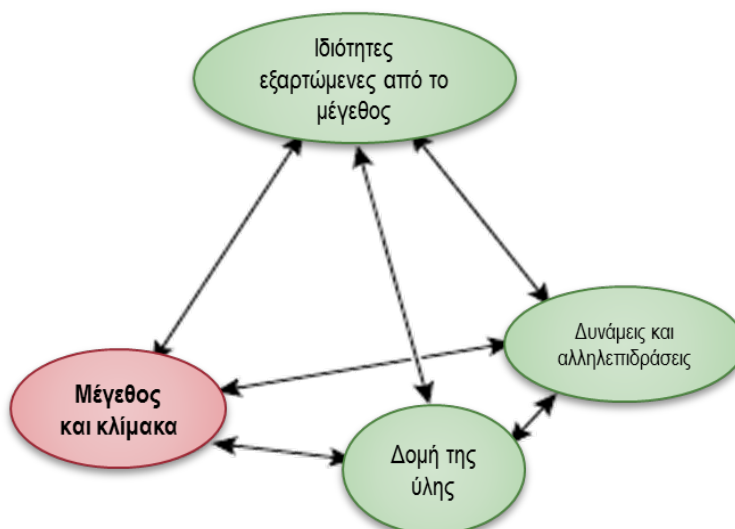 Ιδιότητες
εξαρτώμενες από το
μέγεθος
Δυνάμεις και
αλληλεπιδράσεις
Μέγεθος
και κλίμακα
Δομή της
ύλης